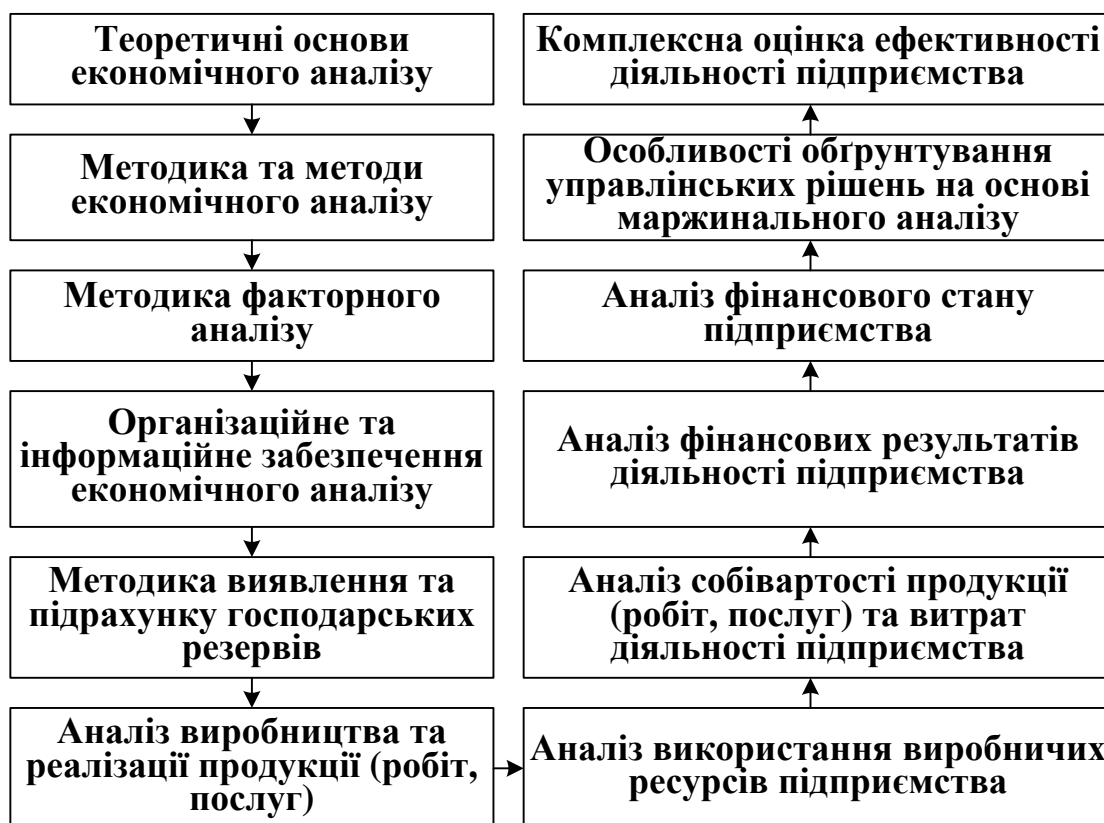 Теоретичні основи
економічного аналізу
Методика та методи
економічного аналізу
Методика факторного
аналізу
Організаційне та
інформаційне забезпечення
економічного аналізу
Методика виявлення та
підрахунку господарських
резервів
Аналіз виробництва та
реалізації продукції (робіт,
послуг)
Аналіз використання виробничих
ресурсів підприємства
Аналіз собівартості продукції
(робіт, послуг) та витрат
діяльності підприємства
Аналіз фінансових результатів
діяльності підприємства
Аналіз фінансового стану
підприємства
Особливості обґрунтування
управлінських рішень на основі
маржинального аналізу
Комплексна оцінка ефективності
діяльності підприємства